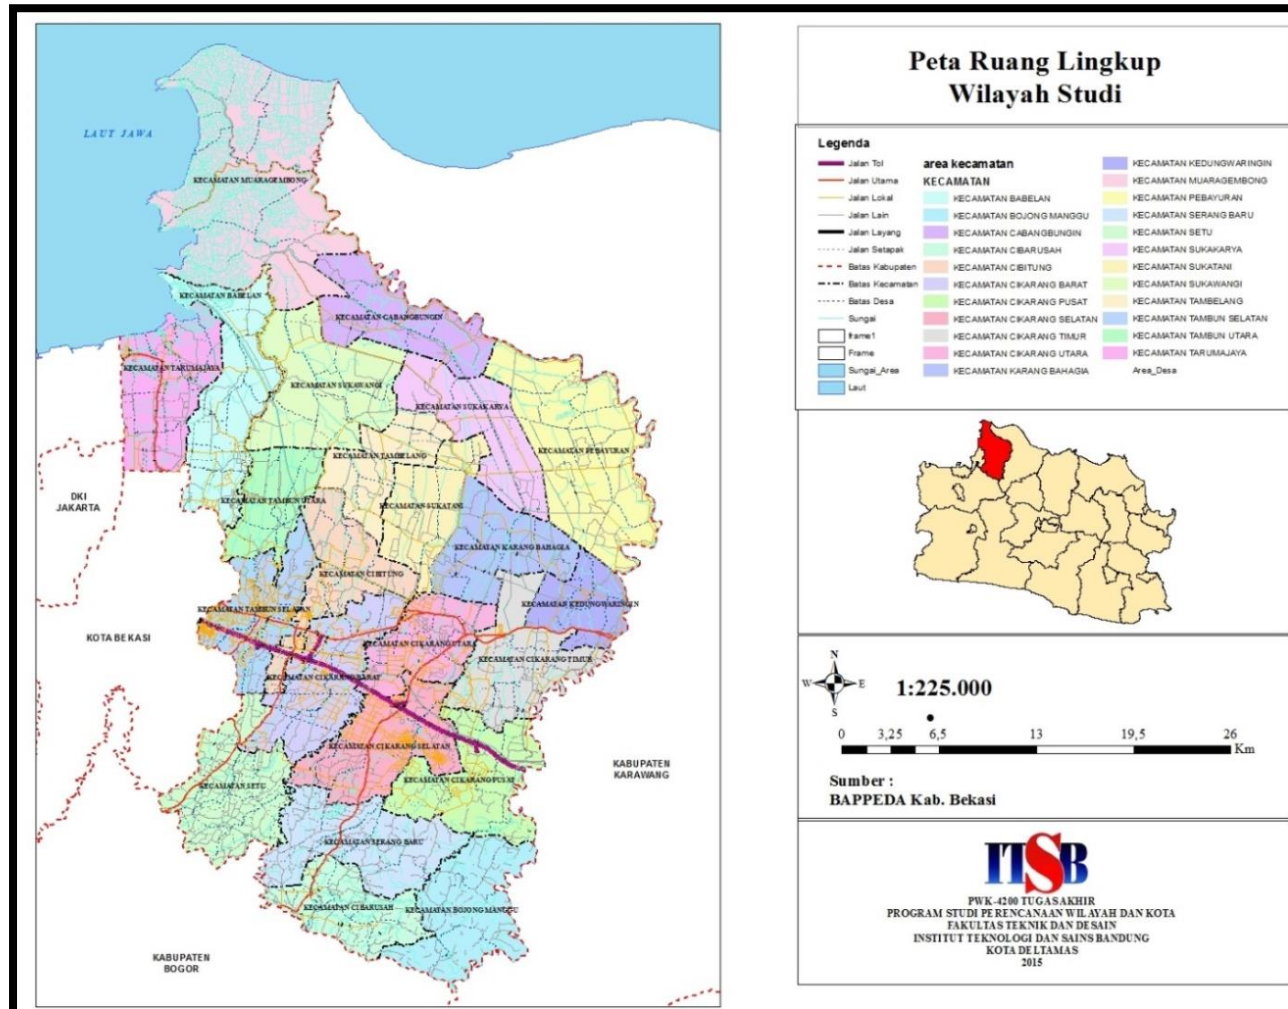 Peta Ruang Lingkup
Wilayah Studi
Legenda
Jalan Tol
Jalan Utama
Jalan Lokal
Jalan Lain
Jalan Layang
Jalan Setapak
Batas Kabupaten
Batas Kecamatan
Batas Desa
Sungai
frame1
Frame
Sungai_Area
Laut
area kecamatan
KECAMATAN
KECAMATAN BABELAN
KECAMATAN BOJONG MANGGU
KECAMATAN CABANGBUNGIN
KECAMATAN CIBARUSAH
KECAMATAN CIBITUNG
KECAMATAN CIKARANG BARAT
KECAMATAN CIKARANG PUSAT
KECAMATAN CIKARANG SELATAN
KECAMATAN CIKARANG TIMUR
KECAMATAN CIKARANG UTARA
KECAMATAN KARANG BAHAGIA
KECAMATAN KEDUNGWARINGIN
KECAMATAN MUARAGEMBONG
KECAMATAN PEBAYURAN
KECAMATAN SERANG BARU
KECAMATAN SETU
KECAMATAN SUKAKARYA
KECAMATAN SUKATANI
KECAMATAN SUKAWANGI
KECAMATAN TAMBELANG
KECAMATAN TAMBUN SELATAN
KECAMATAN TAMBUN UTARA
KECAMATAN TARUMAJAYA
Area_Desa
LAUT JAWA
KECAMATAN MUARAGEMBONG
KECAMATAN BABELAN
KECAMATAN CABANGBUNGIN
KECAMATAN TARUMAJAYA
KECAMATAN SUKAWANGI
KECAMATAN SUKAKARYA
KECAMATAN TAMBELANG
KECAMATAN PEBAYURAN
KECAMATAN TAMBUN UTARA
KECAMATAN SUKATANI
DKI
JAKARTA
KECAMATAN KARANG BAHAGIA
KECAMATAN CIBITUNG
KECAMATAN KEDUNGWARINGIN
KECAMATAN TAMBUN SELATAN
KOTA BEKASI
KECAMATAN CIKARANG UTARA
KECAMATAN CIKARANG TIMUR
KECAMATAN CIKARANG BARAT
KECAMATAN CIKARANG SELATAN
KABUPATEN
KARAWANG
KECAMATAN CIKARANG PUSAT
KECAMATAN SETU
KECAMATAN SERANG BARU
KECAMATAN CIBARUSAH
KECAMATAN BOJONG MANGGU
KABUPATEN
BOGOR
N
W E
S
1:225.000
0 3,25 6,5 13 19,5 26
Km
Sumber :
BAPPEDA Kab. Bekasi
ITSB
PWK-4200 TUGAS AKHIR
PROGRAM STUDI PERENCANAAN WILAYAH DAN KOTA
FAKULTAS TEKNIK DAN DESAIN
INSTITUT TEKNOLOGI DAN SAINS BANDUNG
KOTA DELTAMAS
2015